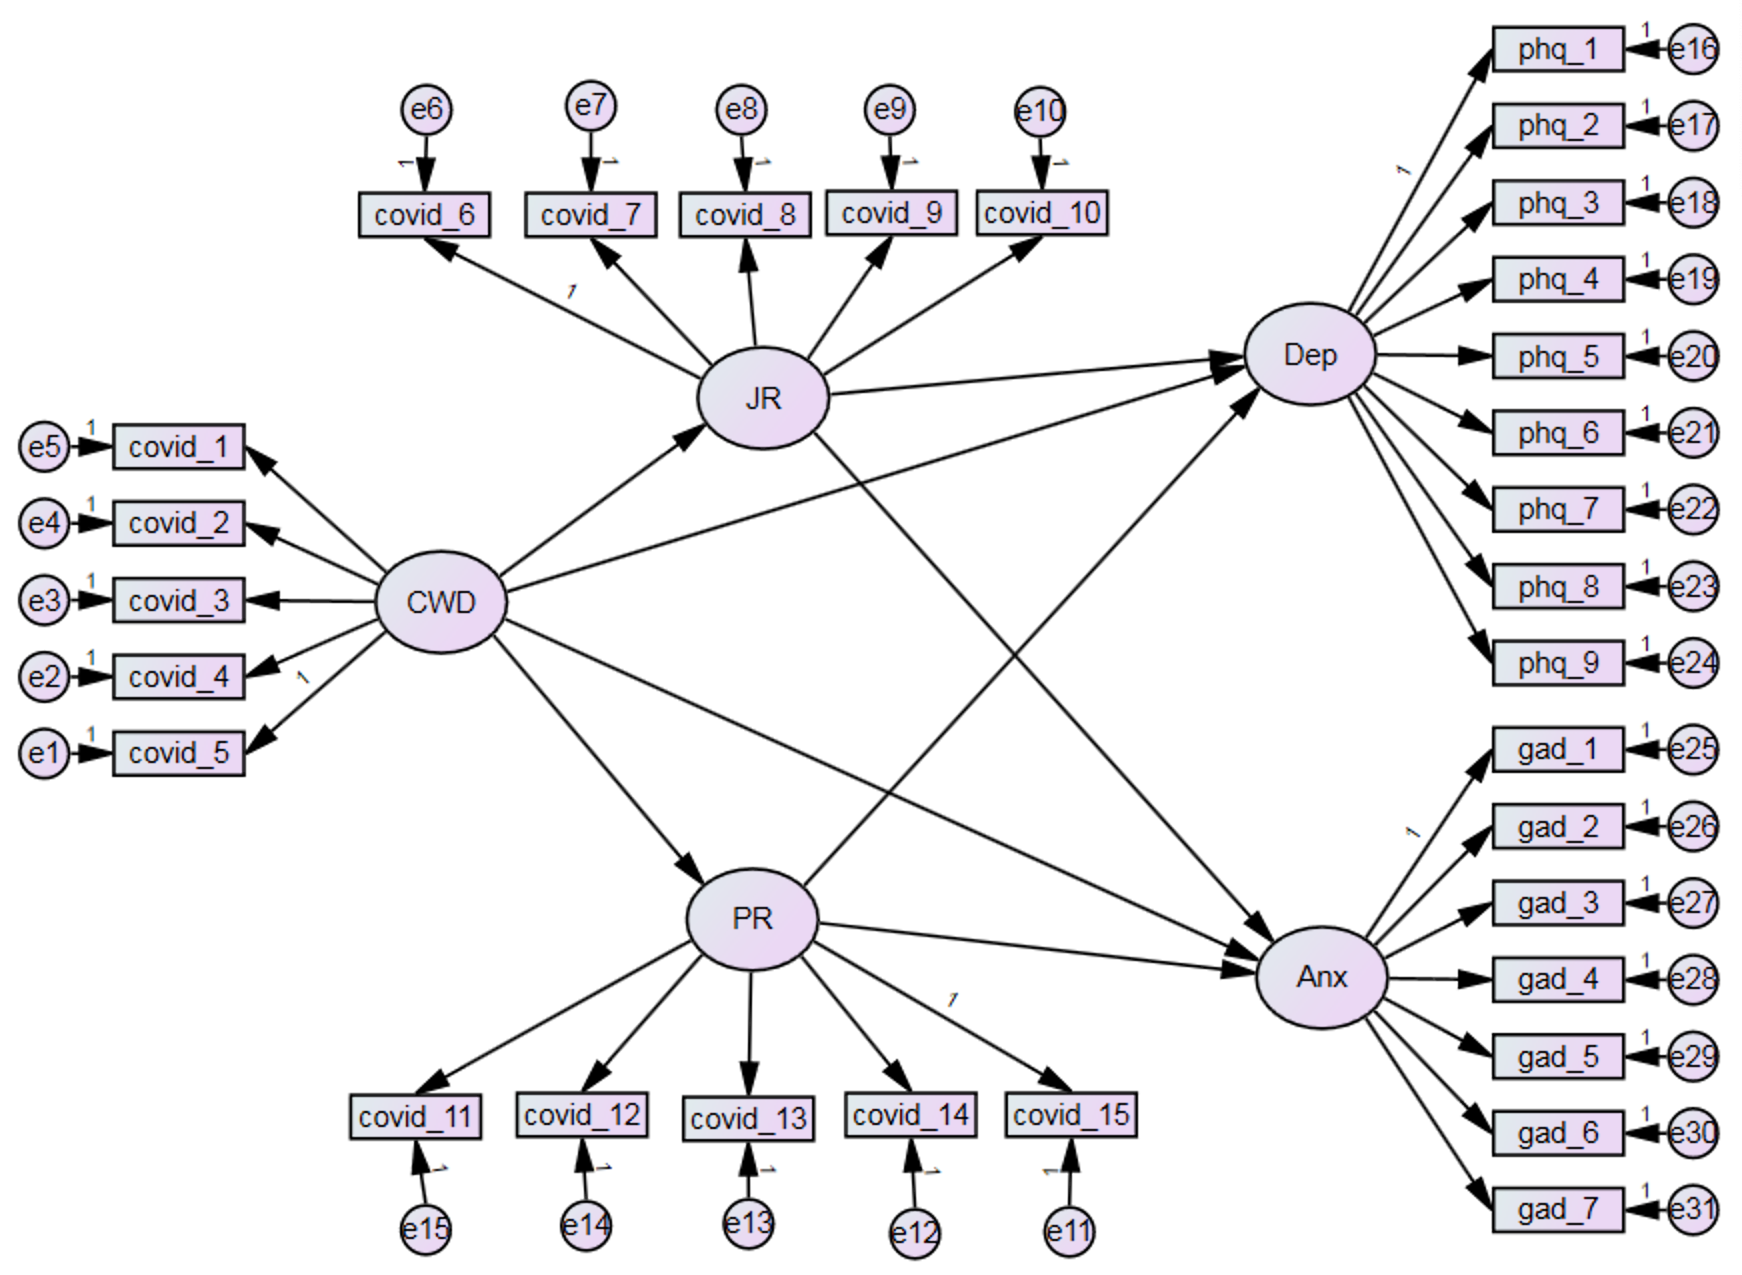 e6
e7
e8
e9
e10
1
1
1
1
1
covid_6
covid_7
covid_8
covid_9
covid_10
1
JR
e5
1
covid_1
e4
1
covid_2
e3
1
covid_3
e2
1
covid_4
e1
1
covid_5
1
CWD
PR
1
covid_11
covid_12
covid_13
covid_14
covid_15
1
1
1
1
1
e15
e14
e13
e12
e11
Dep
1
phq_1
1
e16
phq_2
1
e17
phq_3
1
e18
phq_4
1
e19
phq_5
1
e20
phq_6
1
e21
phq_7
1
e22
phq_8
1
e23
phq_9
1
e24
Anx
1
gad_1
1
e25
gad_2
1
e26
gad_3
1
e27
gad_4
1
e28
gad_5
1
e29
gad_6
1
e30
gad_7
1
e31